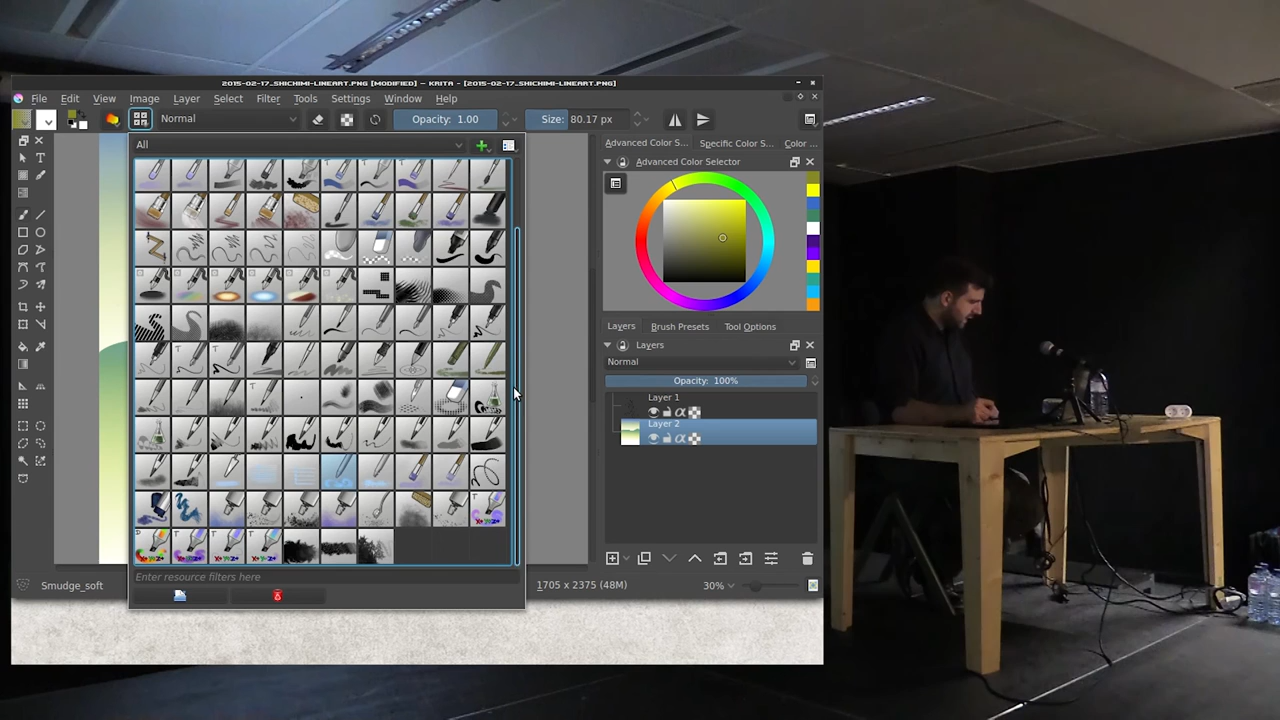 2015-02-17_SHICHIMI-LINEART.PNG [MODIFIED] – KRITA - [2015-02-17_SHICHIMI-LINEART.PNG]
File Edit View Image Layer Select Filter Tools Settings Window Help
Normal Opacity: 1.00 Size: 80.17 px
All
Advanced Color S... Specific Color S... Color ...
Advanced Color Selector
Layers Brush Presets Tool Options
Layers
Normal
Opacity: 100%
Layer 1
Layer 2
Enter resource filters here
Smudge_soft 1705 x 2375 (48M) 30%